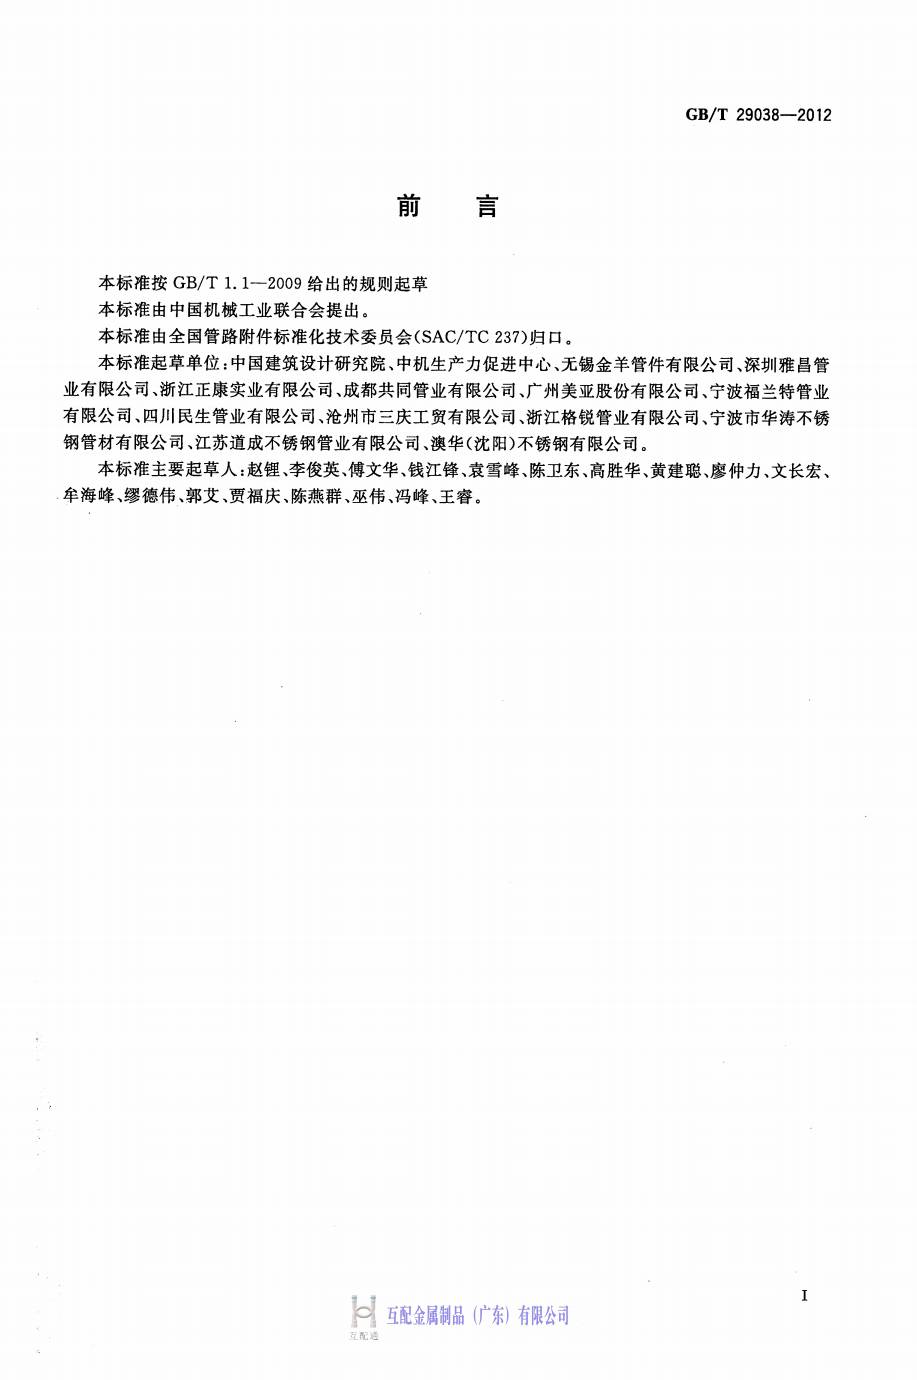 GB/T 29038—2012
前　言
本标准按 GB/T 1.1—2009 给出的规则起草
本标准由中国机械工业联合会提出。
本标准由全国管路附件标准化技术委员会(SAC/TC 237)归口。
本标准起草单位:中国建筑设计研究院、中机生产力促进中心、无锡金羊管件有限公司、深圳雅昌管
业有限公司、浙江正康实业有限公司、成都共同管业有限公司、广州美亚股份有限公司、宁波福兰特管业
有限公司、四川民生管业有限公司、沧州市三庆工贸有限公司、浙江格锐管业有限公司、宁波市华涛不锈
钢管材有限公司、江苏道成不锈钢管业有限公司、澳华(沈阳)不锈钢有限公司。
本标准主要起草人:赵锂、李俊英、傅文华、钱江锋、袁雪峰、陈卫东、高胜华、黄建聪、廖仲力、文长宏、
牟海峰、缪德伟、郭艾、贾福庆、陈燕群、巫伟、冯峰、王睿。
I
互配金属制品（广东）有限公司
互配通